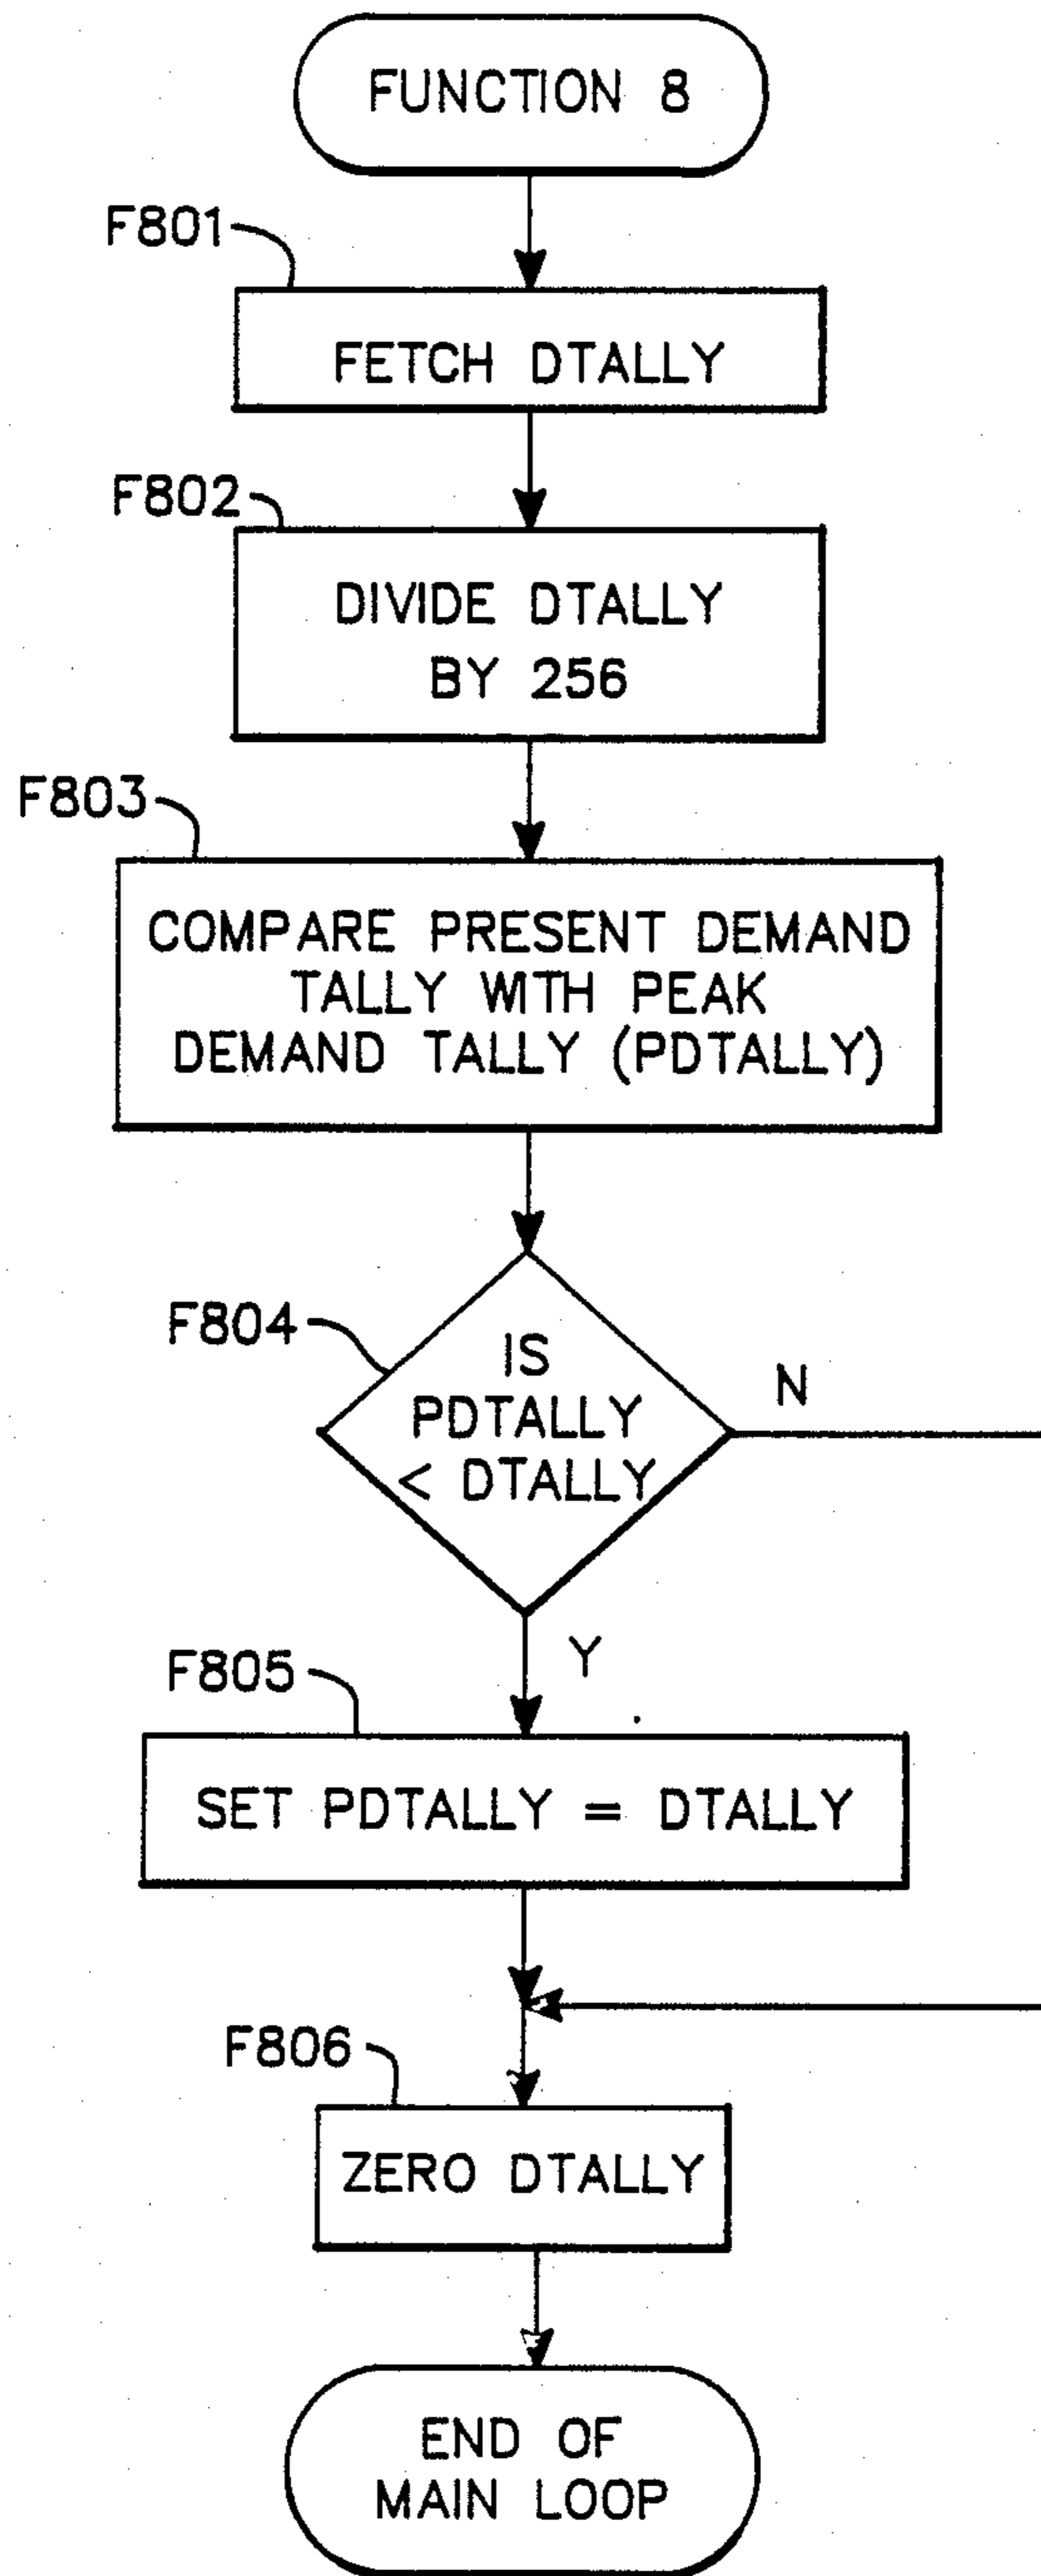 FUNCTION 8
F801
FETCH DTALLY
F802
DIVIDE DTALLY
BY 256
F803
COMPARE PRESENT DEMAND
TALLY WITH PEAK
DEMAND TALLY (PDTALLY)
F804
IS
PDTALLY
< DTALLY
N
Y
F805
SET PDTALLY = DTALLY
F806
ZERO DTALLY
END OF
MAIN LOOP